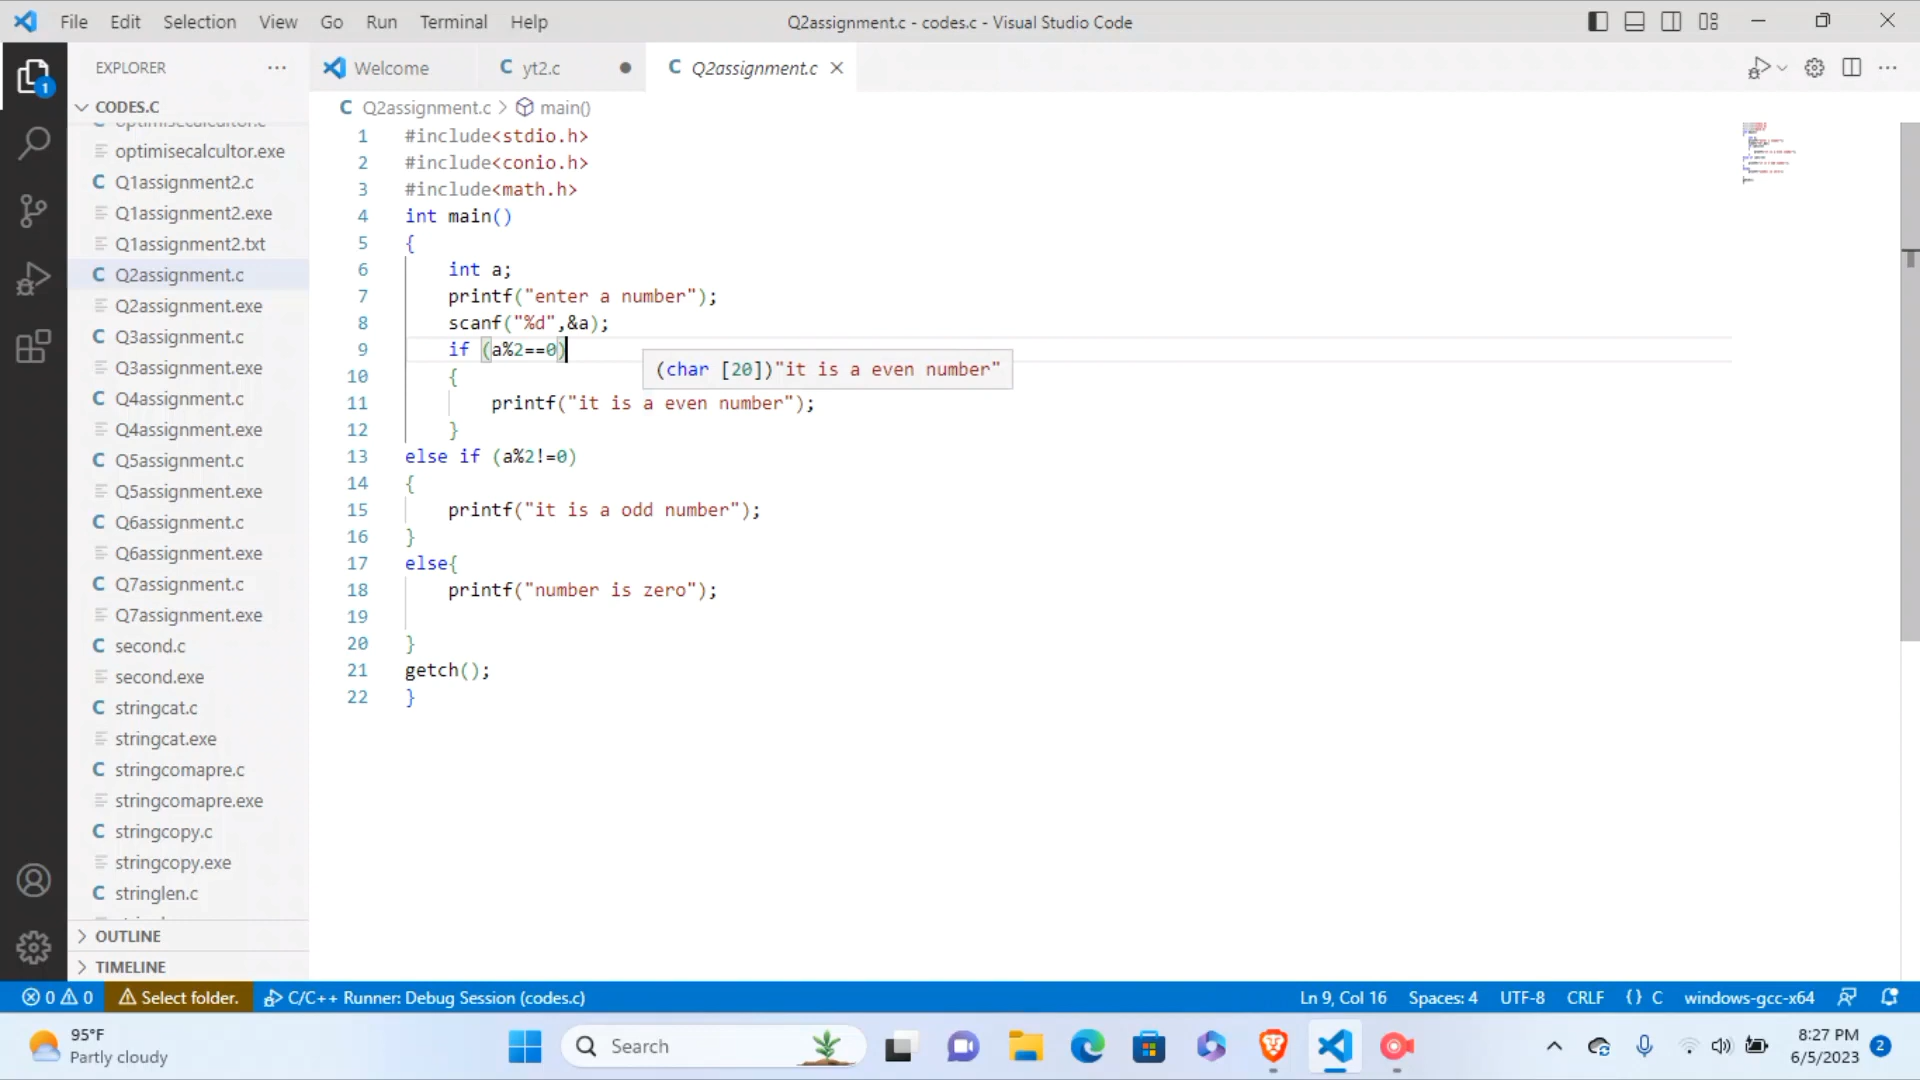 File Edit Selection View Go Run Terminal Help
Q2assignment.c - codes.c - Visual Studio Code
EXPLORER
Welcome
C yt2.c
C Q2assignment.c
CODES.C
C Q2assignment.c > main()
C optimisecalcultor.c
optimisecalcultor.exe
C Q1assignment2.c
Q1assignment2.exe
Q1assignment2.txt
C Q2assignment.c
Q2assignment.exe
C Q3assignment.c
Q3assignment.exe
C Q4assignment.c
Q4assignment.exe
C Q5assignment.c
Q5assignment.exe
C Q6assignment.c
Q6assignment.exe
C Q7assignment.c
Q7assignment.exe
C second.c
second.exe
C stringcat.c
stringcat.exe
C stringcomapre.c
stringcomapre.exe
C stringcopy.c
stringcopy.exe
C stringlen.c
OUTLINE
TIMELINE
1 #include<stdio.h>
2 #include<conio.h>
3 #include<math.h>
4 int main()
5 {
6 int a;
7 printf("enter a number");
8 scanf("%d",&a);
9 if (a%2==0)
(char [20])"it is a even number"
10 {
11 printf("it is a even number");
12 }
13 else if (a%2!=0)
14 {
15 printf("it is a odd number");
16 }
17 else{
18 printf("number is zero");
19
20 }
21 getch();
22 }
1
0 0 Select folder. C/C++ Runner: Debug Session (codes.c)
Ln 9, Col 16 Spaces: 4 UTF-8 CRLF {} C windows-gcc-x64
95°F
Partly cloudy
Search
8:27 PM
6/5/2023
2